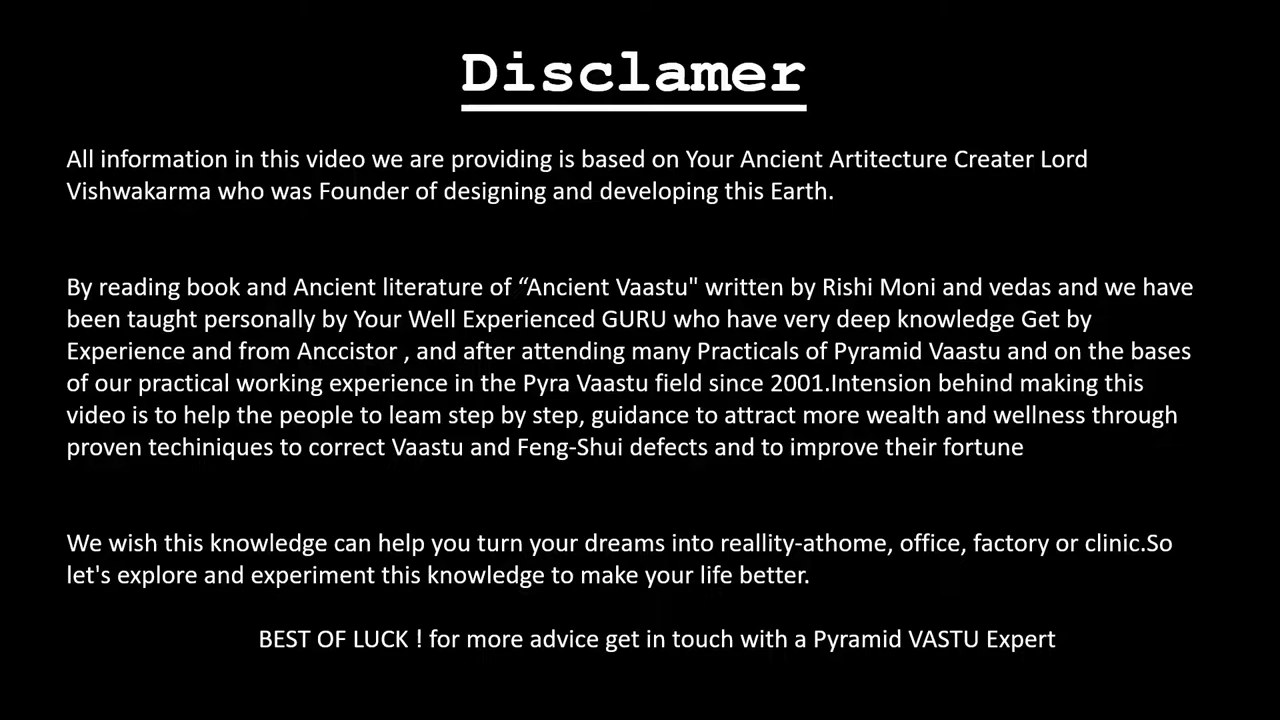 Disclamer
All information in this video we are providing is based on Your Ancient Artitecture Creater Lord
Vishwakarma who was Founder of designing and developing this Earth.
By reading book and Ancient literature of “Ancient Vaastu" written by Rishi Moni and vedas and we have
been taught personally by Your Well Experienced GURU who have very deep knowledge Get by
Experience and from Anccistor , and after attending many Practicals of Pyramid Vaastu and on the bases
of our practical working experience in the Pyra Vaastu field since 2001.Intension behind making this
video is to help the people to leam step by step, guidance to attract more wealth and wellness through
proven techiniques to correct Vaastu and Feng-Shui defects and to improve their fortune
We wish this knowledge can help you turn your dreams into reallity-athome, office, factory or clinic.So
let's explore and experiment this knowledge to make your life better.
BEST OF LUCK ! for more advice get in touch with a Pyramid VASTU Expert